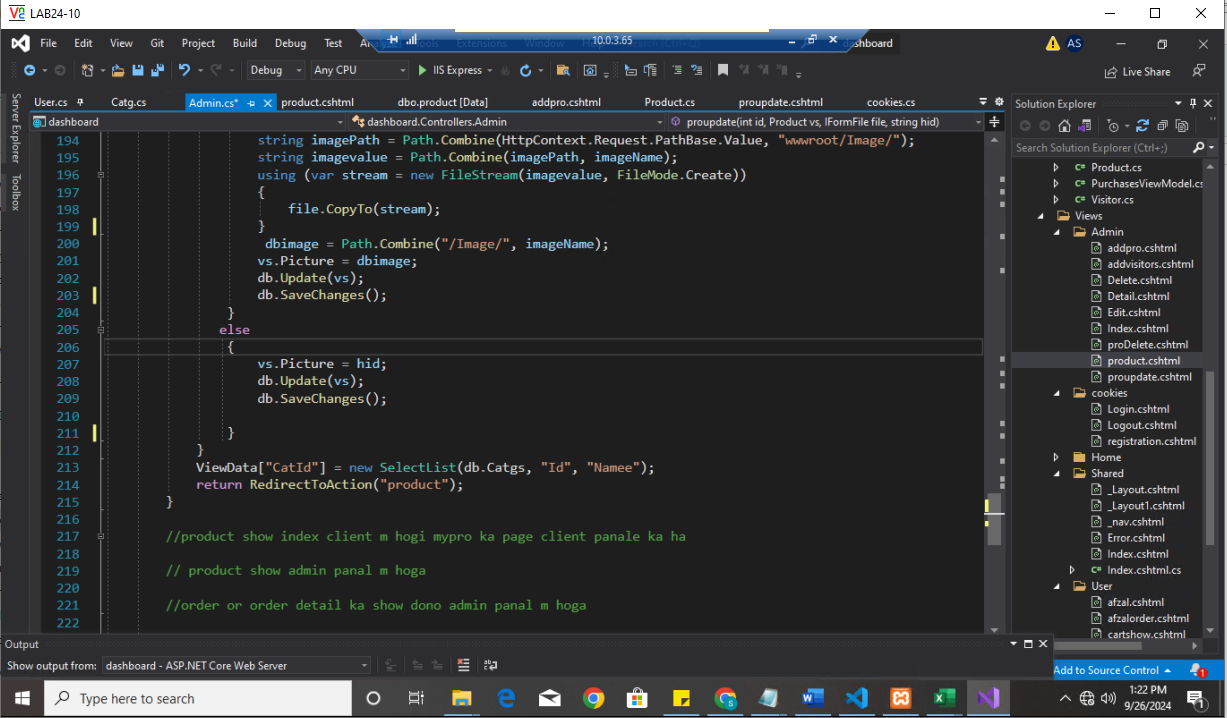 LAB24-10
File Edit View Git Project Build Debug Test
10.0.3.65
dashboard
AS
Debug Any CPU IIS Express
Live Share
User.cs Catg.cs Admin.cs* product.cshtml dbo.product [Data] addpro.cshtml Product.cs proupdate.cshtml cookies.cs
dashboard dashboard.Controllers.Admin proupdate(int id, Product vs, IFormFile file, string hid)
Server Explorer
Toolbox
194 string imagePath = Path.Combine(HttpContext.Request.PathBase.Value, "wwwroot/Image/");
195 string imagevalue = Path.Combine(imagePath, imageName);
196 using (var stream = new FileStream(imagevalue, FileMode.Create))
197 {
198 file.CopyTo(stream);
199 }
200 dbimage = Path.Combine("/Image/", imageName);
201 vs.Picture = dbimage;
202 db.Update(vs);
203 db.SaveChanges();
204 }
205 else
206 {
207 vs.Picture = hid;
208 db.Update(vs);
209 db.SaveChanges();
210
211 }
212 }
213 ViewData["CatId"] = new SelectList(db.Catgs, "Id", "Namee");
214 return RedirectToAction("product");
215 }
216
217 //product show index client m hogi mypro ka page client panale ka ha
218
219 // product show admin panal m hoga
220
221 //order or order detail ka show dono admin panal m hoga
222
Solution Explorer
Search Solution Explorer (Ctrl+;)
C# Product.cs
C# PurchasesViewModel.cs
C# Visitor.cs
Views
Admin
addpro.cshtml
addvisitors.cshtml
Delete.cshtml
Detail.cshtml
Edit.cshtml
Index.cshtml
proDelete.cshtml
product.cshtml
proupdate.cshtml
cookies
Login.cshtml
Logout.cshtml
registration.cshtml
Home
Shared
_Layout.cshtml
_Layout1.cshtml
_nav.cshtml
Error.cshtml
Index.cshtml
C# Index.cshtml.cs
User
afzal.cshtml
afzalorder.cshtml
cartshow.cshtml
Output
Show output from: dashboard - ASP.NET Core Web Server
Add to Source Control
1
Type here to search
1:22 PM
9/26/2024
1